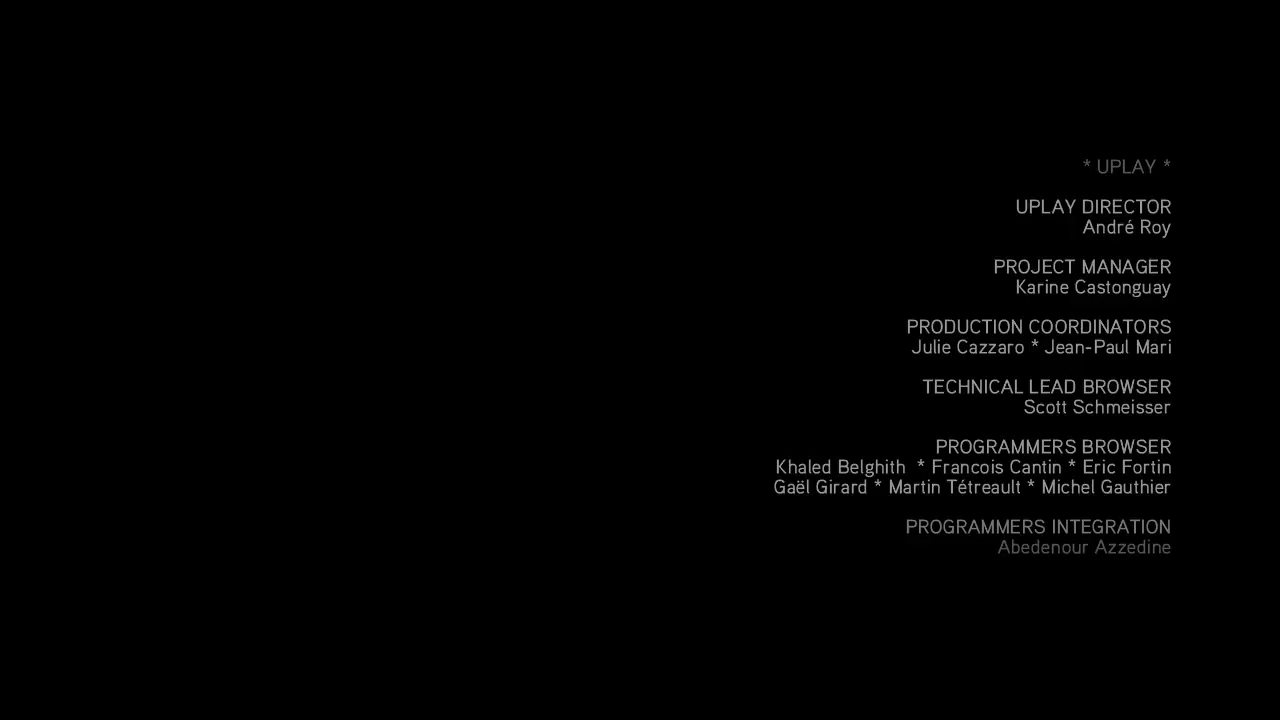 * UPLAY *
UPLAY DIRECTOR
André Roy
PROJECT MANAGER
Karine Castonguay
PRODUCTION COORDINATORS
Julie Cazzaro * Jean-Paul Mari
TECHNICAL LEAD BROWSER
Scott Schmeisser
PROGRAMMERS BROWSER
Khaled Belghith * Francois Cantin * Eric Fortin
Gaël Girard * Martin Tétreault * Michel Gauthier
PROGRAMMERS INTEGRATION
Abedenour Azzedine